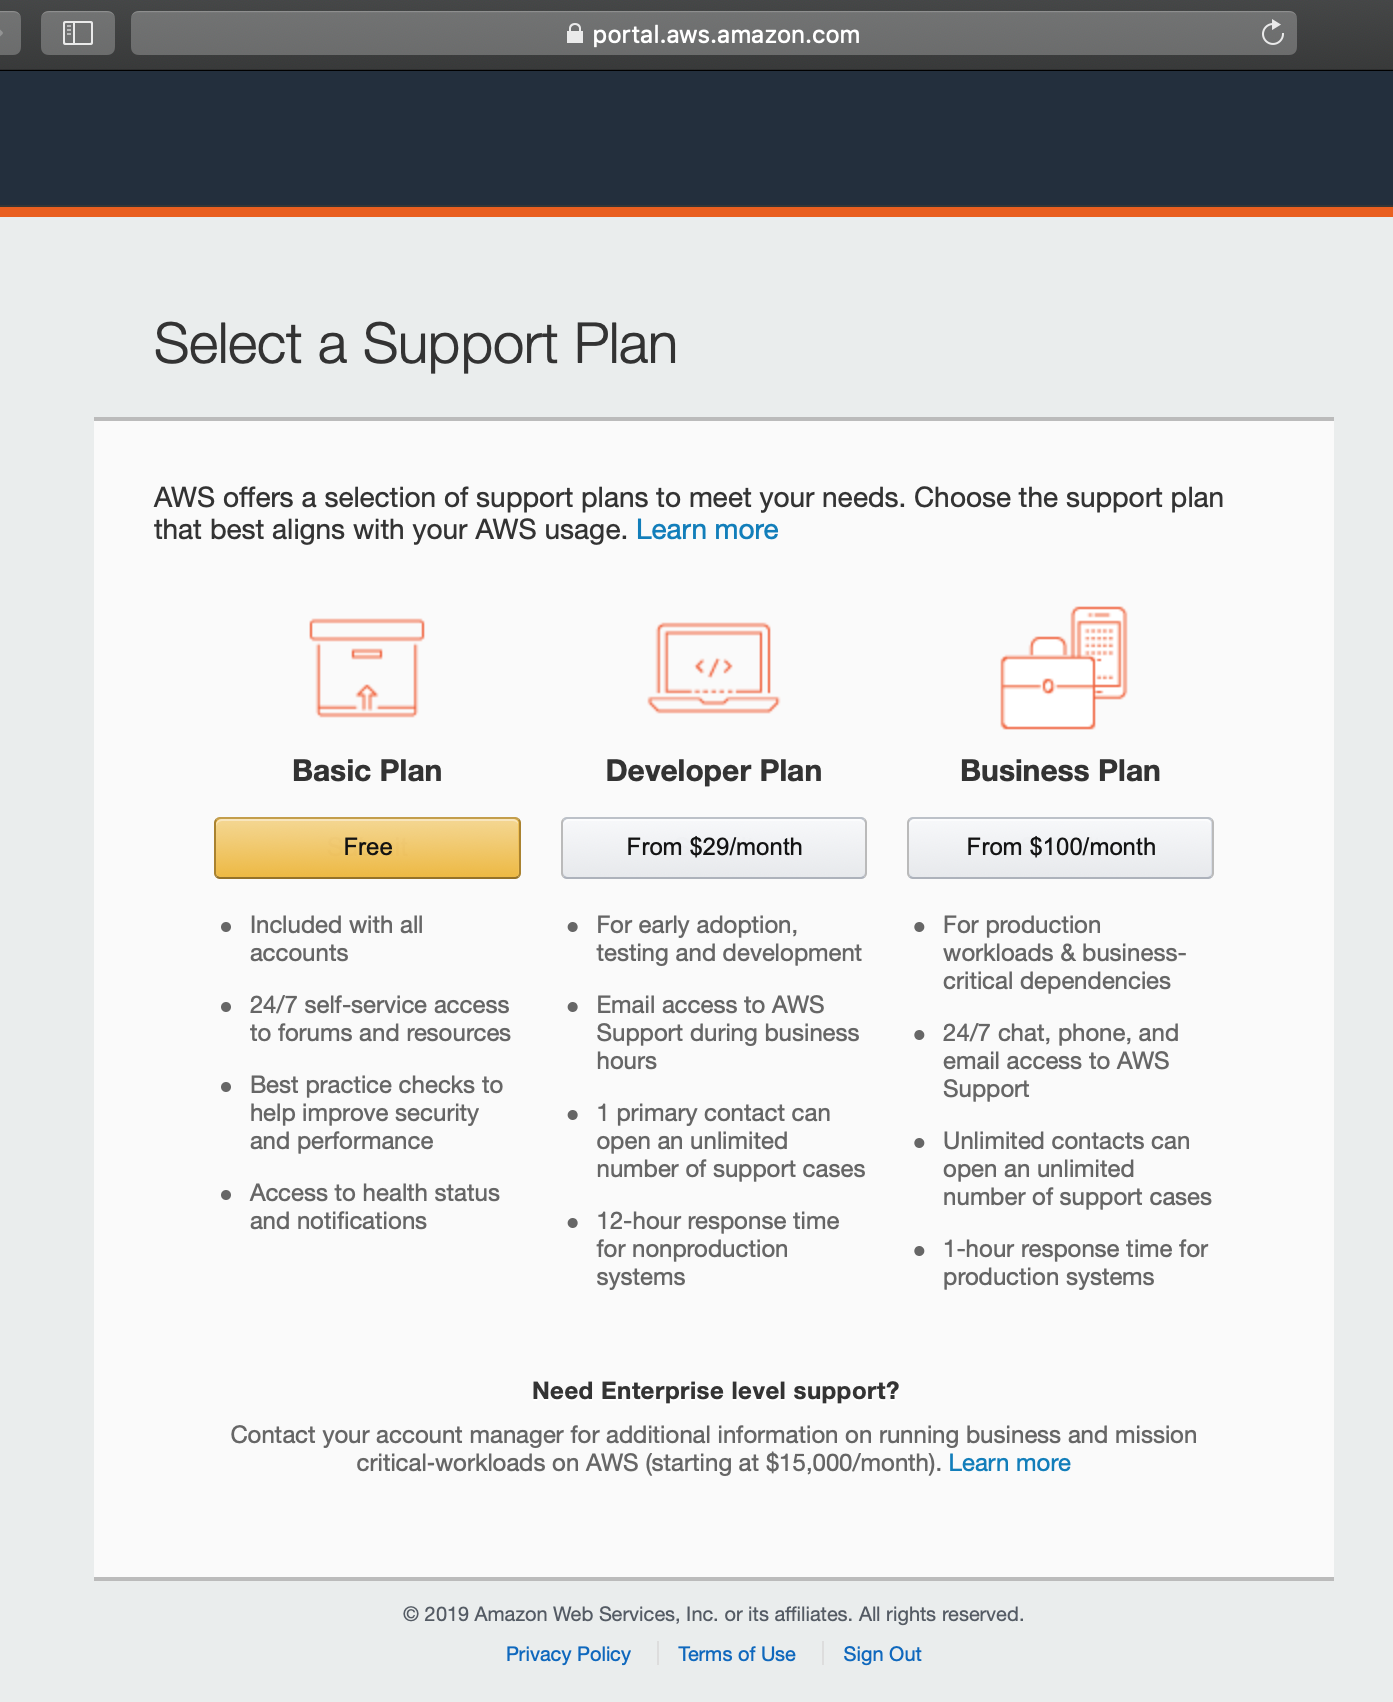 portal.aws.amazon.com
Select a Support Plan
AWS offers a selection of support plans to meet your needs. Choose the support plan
that best aligns with your AWS usage. Learn more
</>
Basic Plan
Free
Included with all
accounts
24/7 self-service access
to forums and resources
Best practice checks to
help improve security
and performance
Access to health status
and notifications
Developer Plan
From $29/month
For early adoption,
testing and development
Email access to AWS
Support during business
hours
1 primary contact can
open an unlimited
number of support cases
12-hour response time
for nonproduction
systems
Business Plan
From $100/month
For production
workloads & business-
critical dependencies
24/7 chat, phone, and
email access to AWS
Support
Unlimited contacts can
open an unlimited
number of support cases
1-hour response time for
production systems
Need Enterprise level support?
Contact your account manager for additional information on running business and mission
critical-workloads on AWS (starting at $15,000/month). Learn more
© 2019 Amazon Web Services, Inc. or its affiliates. All rights reserved.
Privacy Policy
Terms of Use
Sign Out